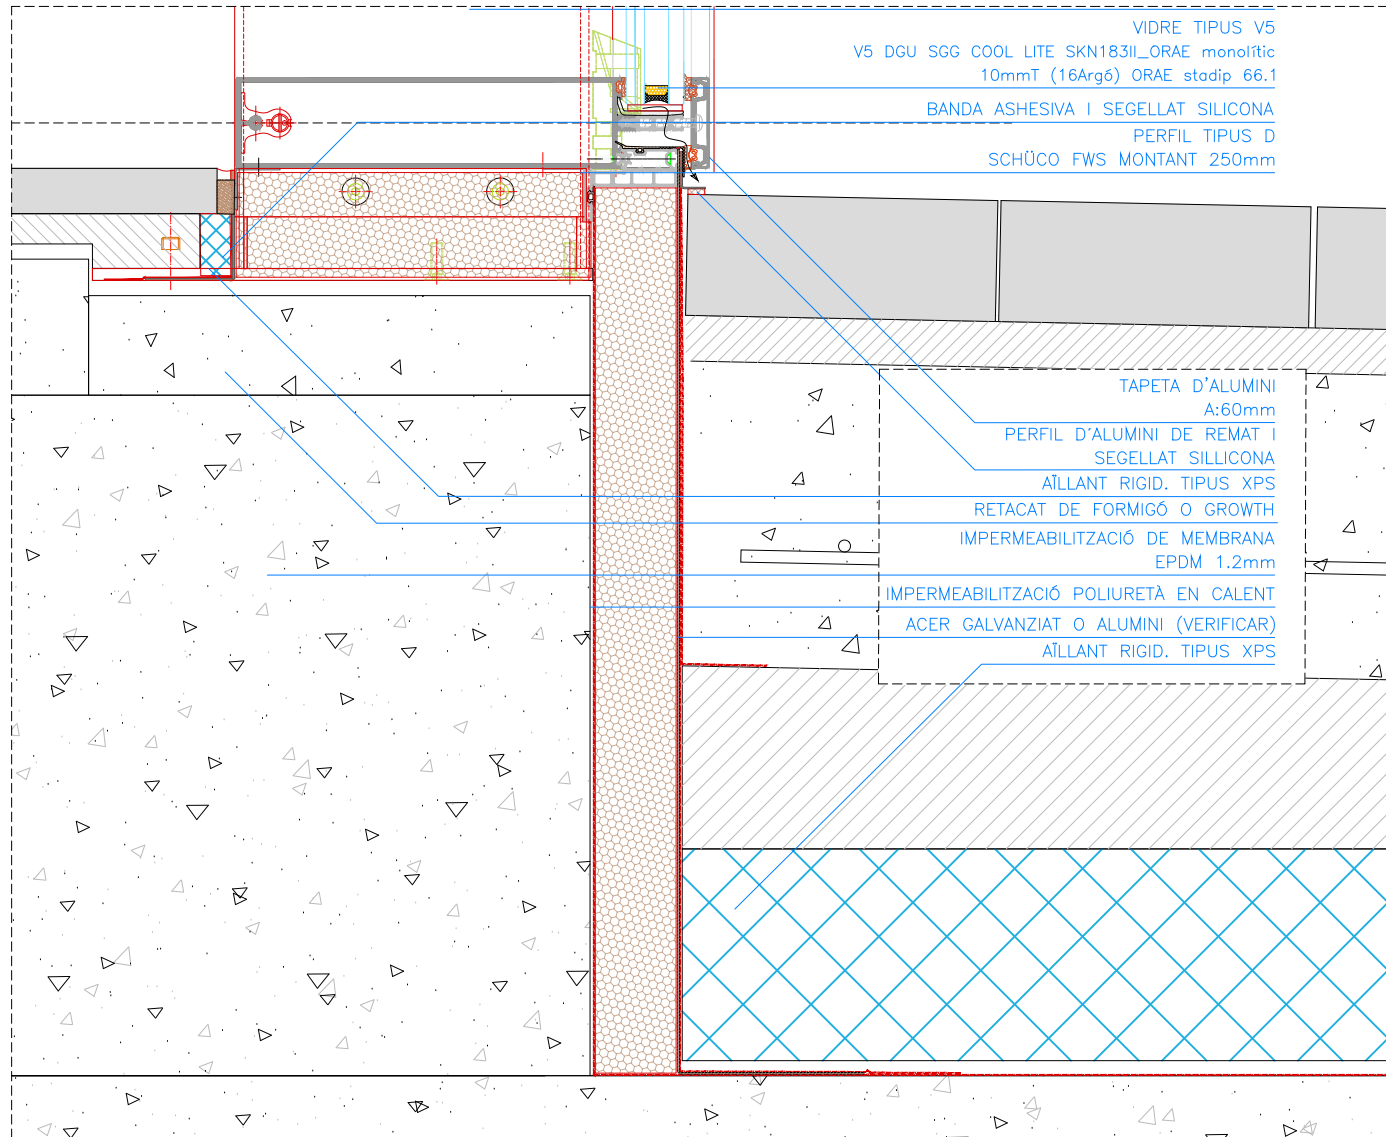 VIDRE TIPUS V5
V5 DGU SGG COOL LITE SKN183II_ORAE monolític
10mmT (16Argó) ORAE stadip 66.1
BANDA ASHESIVA I SEGELLAT SILICONA
PERFIL TIPUS D
SCHÜCO FWS MONTANT 250mm
TAPETA D'ALUMINI
A:60mm
PERFIL D'ALUMINI DE REMAT I
SEGELLAT SILLICONA
AÏLLANT RIGID. TIPUS XPS
RETACAT DE FORMIGÓ O GROWTH
IMPERMEABILITZACIÓ DE MEMBRANA
EPDM 1.2mm
IMPERMEABILITZACIÓ POLIURETÀ EN CALENT
ACER GALVANZIAT O ALUMINI (VERIFICAR)
AÏLLANT RIGID. TIPUS XPS